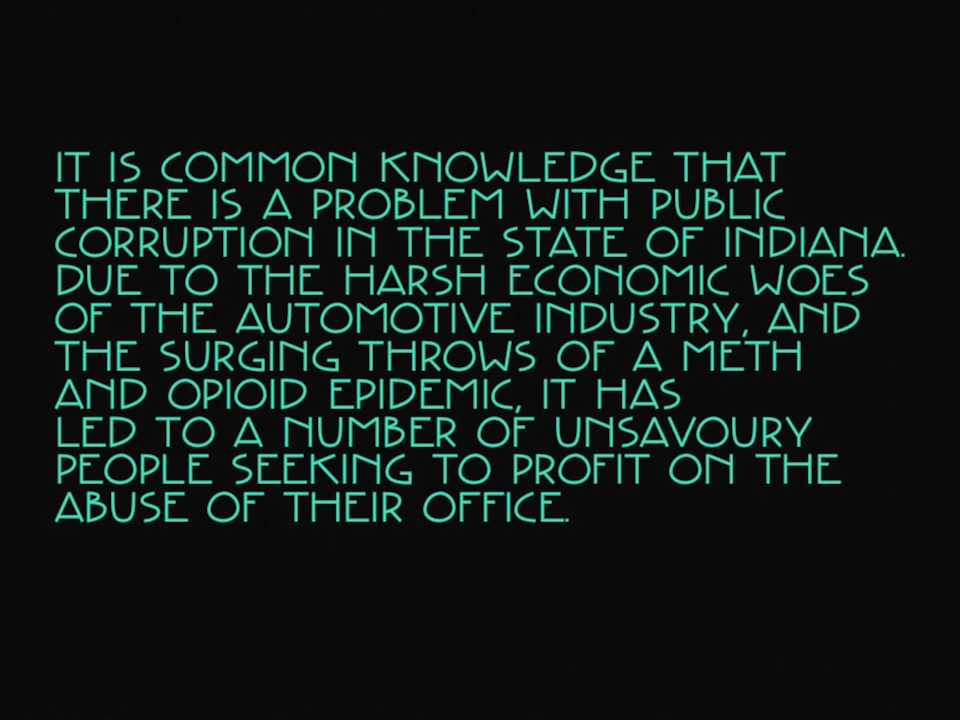 IT IS COMMON KNOWLEDGE THAT
THERE IS A PROBLEM WITH PUBLIC
CORRUPTION IN THE STATE OF INDIANA.
DUE TO THE HARSH ECONOMIC WOES
OF THE AUTOMOTIVE INDUSTRY, AND
THE SURGING THROWS OF A METH
AND OPIOID EPIDEMIC, IT HAS
LED TO A NUMBER OF UNSAVOURY
PEOPLE SEEKING TO PROFIT ON THE
ABUSE OF THEIR OFFICE.